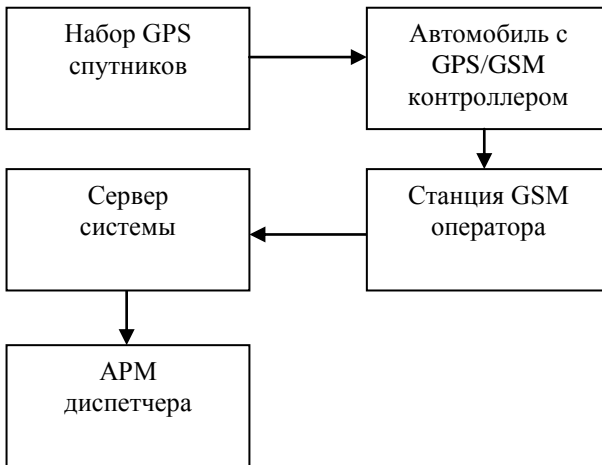 Набор GPS
спутников
Автомобиль с
GPS/GSM
контроллером
Станция GSM
оператора
Сервер
системы
АРМ
диспетчера